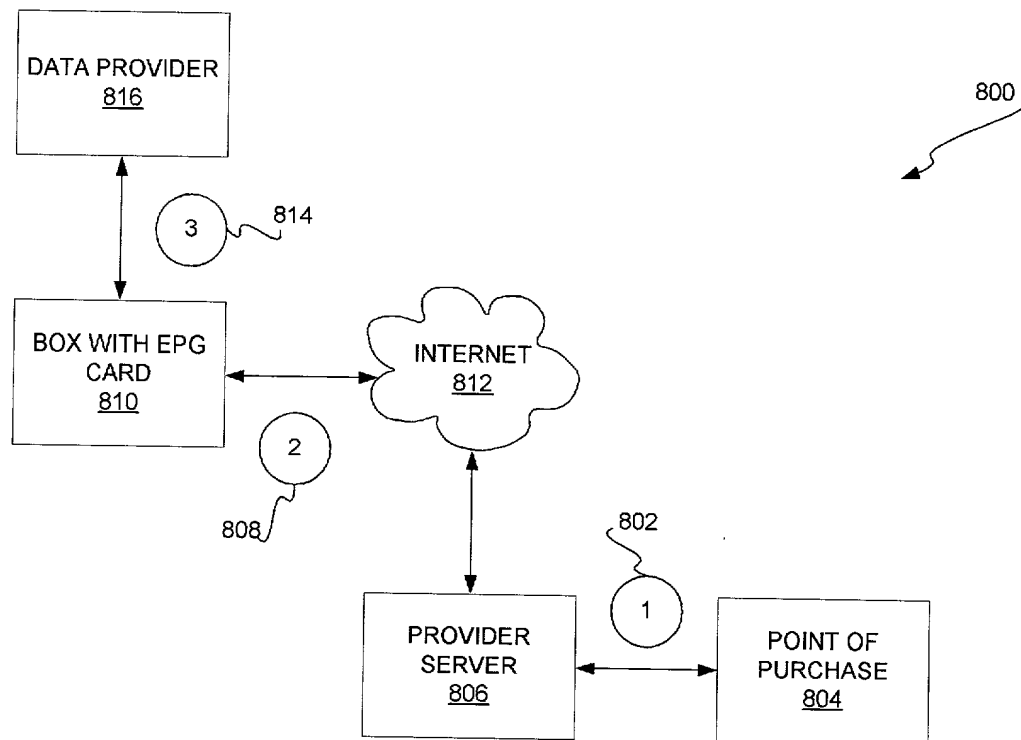 DATA PROVIDER
816
800
3
814
BOX WITH EPG
CARD
810
INTERNET
812
2
808
802
1
PROVIDER
SERVER
806
POINT OF
PURCHASE
804